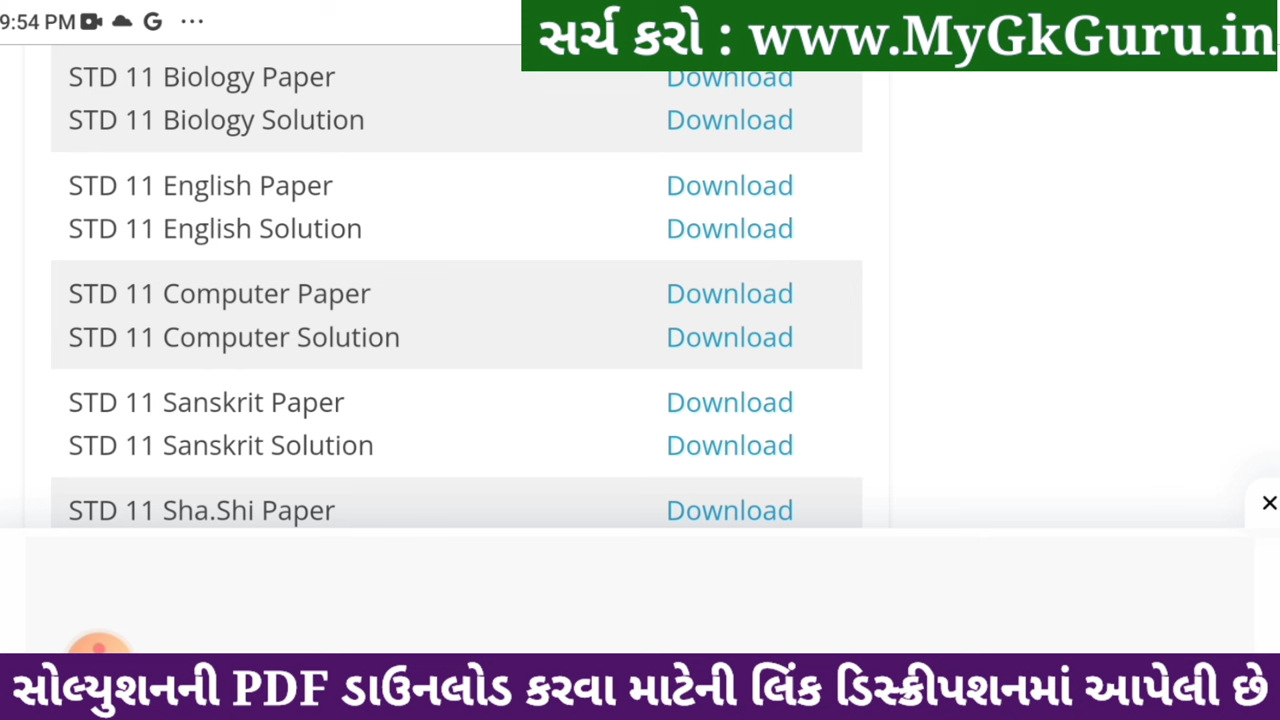 9:54 PM
સર્ચ કરો : www.MyGkGuru.in
STD 11 Biology Paper Download
STD 11 Biology Solution Download
STD 11 English Paper Download
STD 11 English Solution Download
STD 11 Computer Paper Download
STD 11 Computer Solution Download
STD 11 Sanskrit Paper Download
STD 11 Sanskrit Solution Download
STD 11 Sha.Shi Paper Download
સોલ્યુશનની PDF ડાઉનલોડ કરવા માટેની લિંક ડિસ્ક્રીપશનમાં આપેલી છે